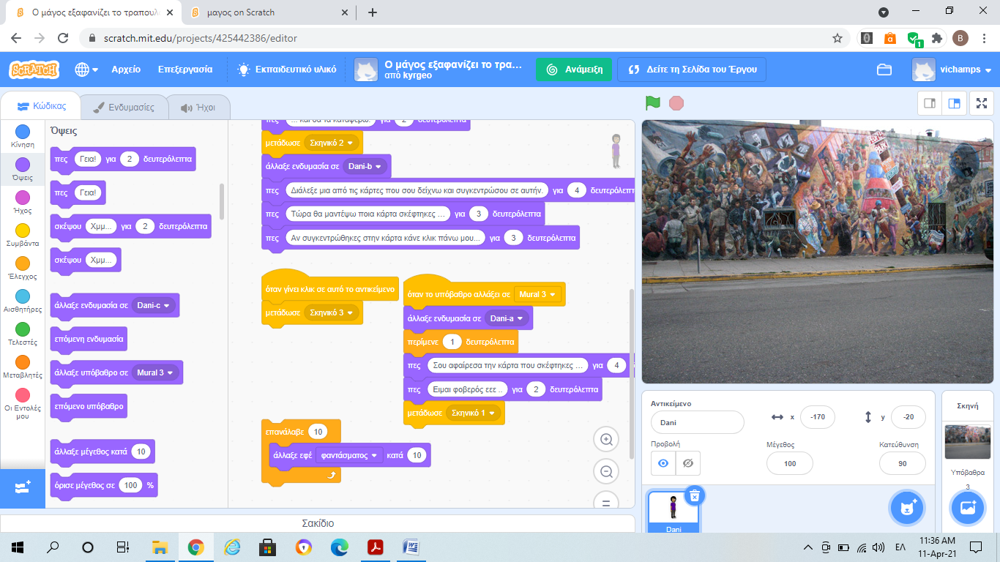 Ο μάγος εξαφανίζει το τραπουλ
μαγος on Scratch
scratch.mit.edu/projects/425442386/editor
1
B
SCRATCH
Αρχείο
Επεξεργασία
Εκπαιδευτικό υλικό
Ο μάγος εξαφανίζει το τρα...
από kyrgeo
Ανάμειξη
Δείτε τη Σελίδα του Έργου
vichamps
Κώδικας
Ενδυμασίες
Ήχοι
Κίνηση
Όψεις
Ήχος
Συμβάντα
Έλεγχος
Αισθητήρες
Τελεστές
Μεταβλητές
Οι Εντολές μου
Όψεις
πες Γεια! για 2 δευτερόλεπτα
πες Γεια!
σκέψου Χμμ... για 2 δευτερόλεπτα
σκέψου Χμμ...
άλλαξε ενδυμασία σε Dani-c
επόμενη ενδυμασία
άλλαξε υπόβαθρο σε Mural 3
επόμενο υπόβαθρο
άλλαξε μέγεθος κατά 10
όρισε μέγεθος σε 100 %
πες ... και θα τα καταφέρω! για 2 δευτερόλεπτα
μετάδωσε Σκηνικό 2
άλλαξε ενδυμασία σε Dani-b
πες Διάλεξε μια από τις κάρτες που σου δείχνω και συγκεντρώσου σε αυτήν. για 4 δευτερόλεπτ
πες Τώρα θα μαντέψω ποια κάρτα σκέφτηκες ... για 3 δευτερόλεπτα
πες Αν συγκεντρώθηκες στην κάρτα κάνε κλικ πάνω μου... για 3 δευτερόλεπτα
όταν γίνει κλικ σε αυτό το αντικείμενο
μετάδωσε Σκηνικό 3
όταν το υπόβαθρο αλλάξει σε Mural 3
άλλαξε ενδυμασία σε Dani-a
περίμενε 1 δευτερόλεπτα
πες Σου αφαίρεσα την κάρτα που σκέφτηκες ... για 4
πες Ειμαι φοβερός εεε .. για 2 δευτερόλεπτα
μετάδωσε Σκηνικό 1
επανάλαβε 10
άλλαξε εφέ φαντάσματος κατά 10
Σακίδιο
Αντικείμενο
Dani
x -170
y -20
Προβολή
Μέγεθος
100
Κατεύθυνση
90
Dani
Σκηνή
Υπόβαθρα
3
ΕΛ
11:36 AM
11-Apr-21